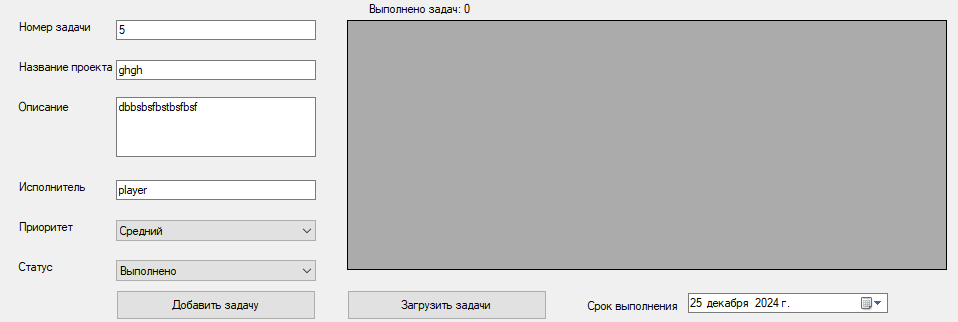 Выполнено задач: 0
Номер задачи
5
Название проекта
ghgh
Описание
dbbsbsfbstbsfbsf
Исполнитель
player
Приоритет
Средний
Статус
Выполнено
Добавить задачу
Загрузить задачи
Срок выполнения
25 декабря 2024 г.